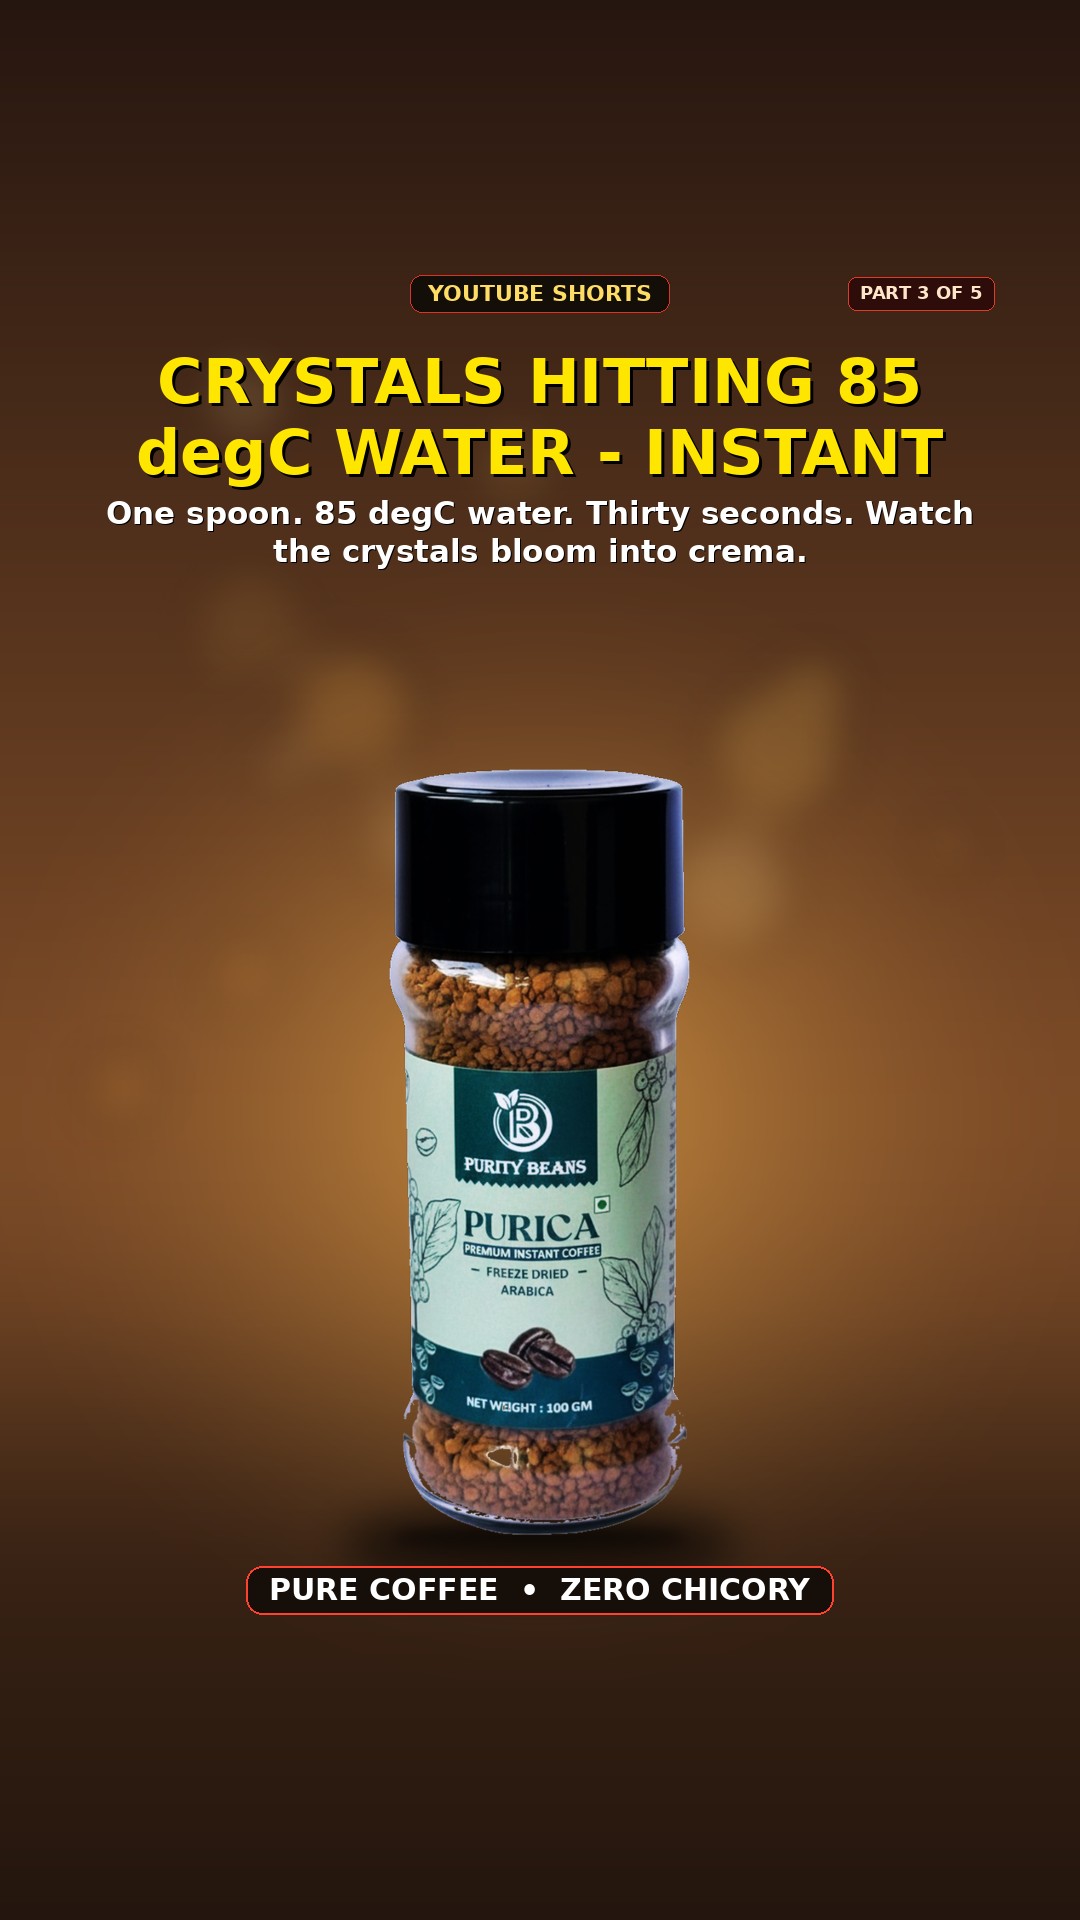 YOUTUBE SHORTS
PART 3 OF 5
CRYSTALS HITTING 85
degC WATER - INSTANT
One spoon. 85 degC water. Thirty seconds. Watch
the crystals bloom into crema.
B
PURITY BEANS
PURICA
PREMIUM INSTANT COFFEE
– FREEZE DRIED –
ARABICA
NET WEIGHT : 100 GM
PURE COFFEE • ZERO CHICORY